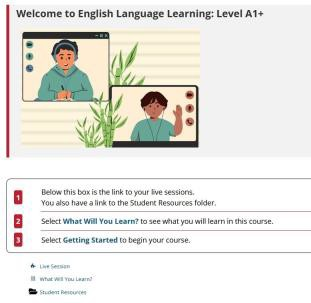 Welcome to English Language Learning: Level A1+
1
Below this box is the link to your live sessions.
You also have a link to the Student Resources folder.
2
Select What Will You Learn? to see what you will learn in this course.
3
Select Getting Started to begin your course.
Live Session
What Will You Learn?
Student Resources